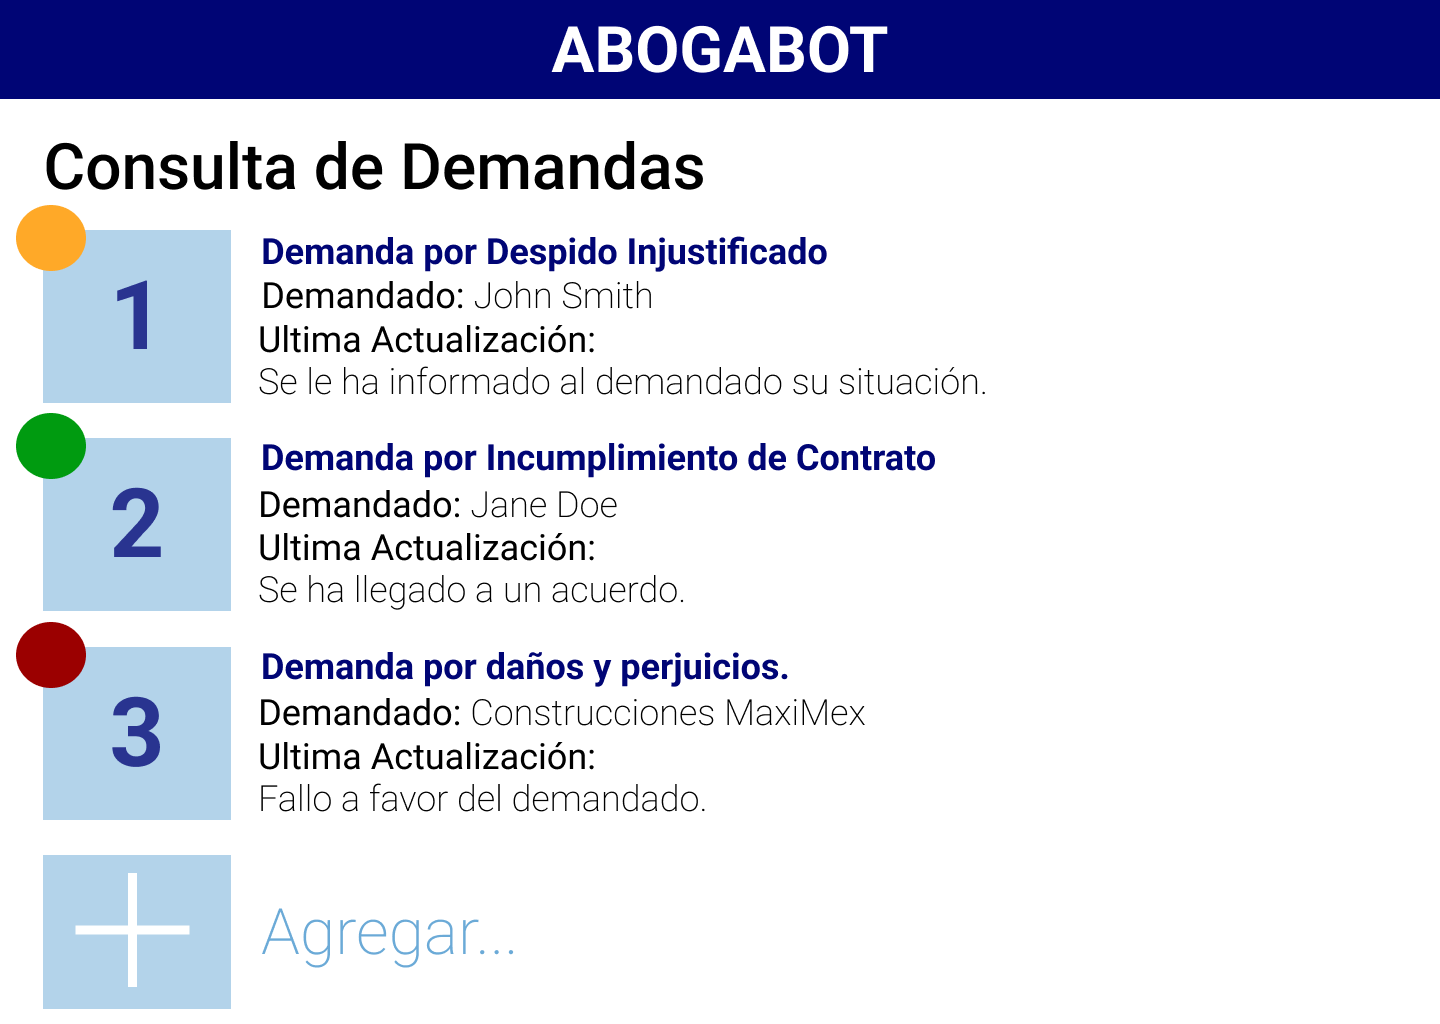 ABOGABOT
Consulta de Demandas
1
Demanda por Despido Injustificado
Demandado: John Smith
Ultima Actualización:
Se le ha informado al demandado su situación.
2
Demanda por Incumplimiento de Contrato
Demandado: Jane Doe
Ultima Actualización:
Se ha llegado a un acuerdo.
3
Demanda por daños y perjuicios.
Demandado: Construcciones MaxiMex
Ultima Actualización:
Fallo a favor del demandado.
Agregar...